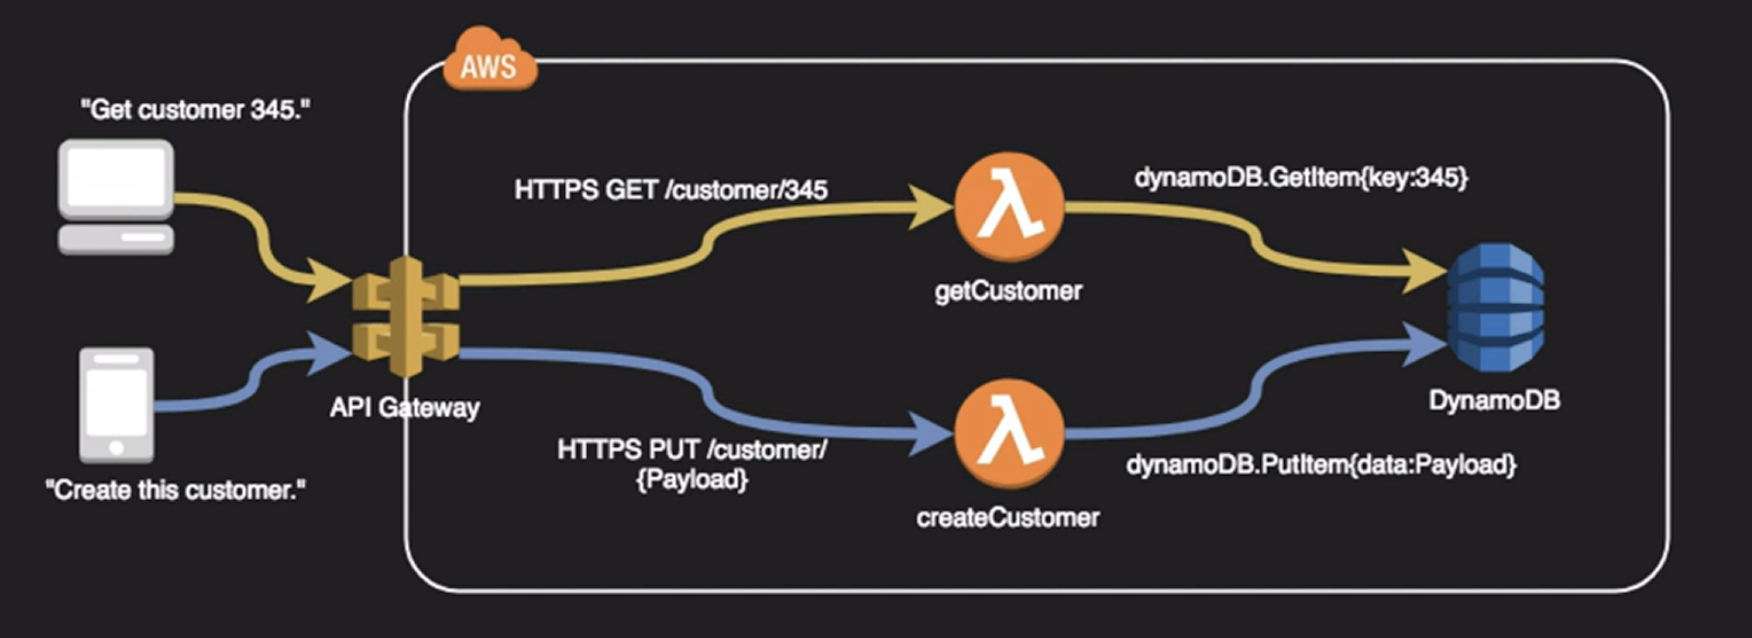 AWS
"Get customer 345."
HTTPS GET /customer/345
dynamoDB.GetItem{key:345}
getCustomer
API Gateway
DynamoDB
HTTPS PUT /customer/
{Payload}
dynamoDB.PutItem{data:Payload}
"Create this customer."
createCustomer